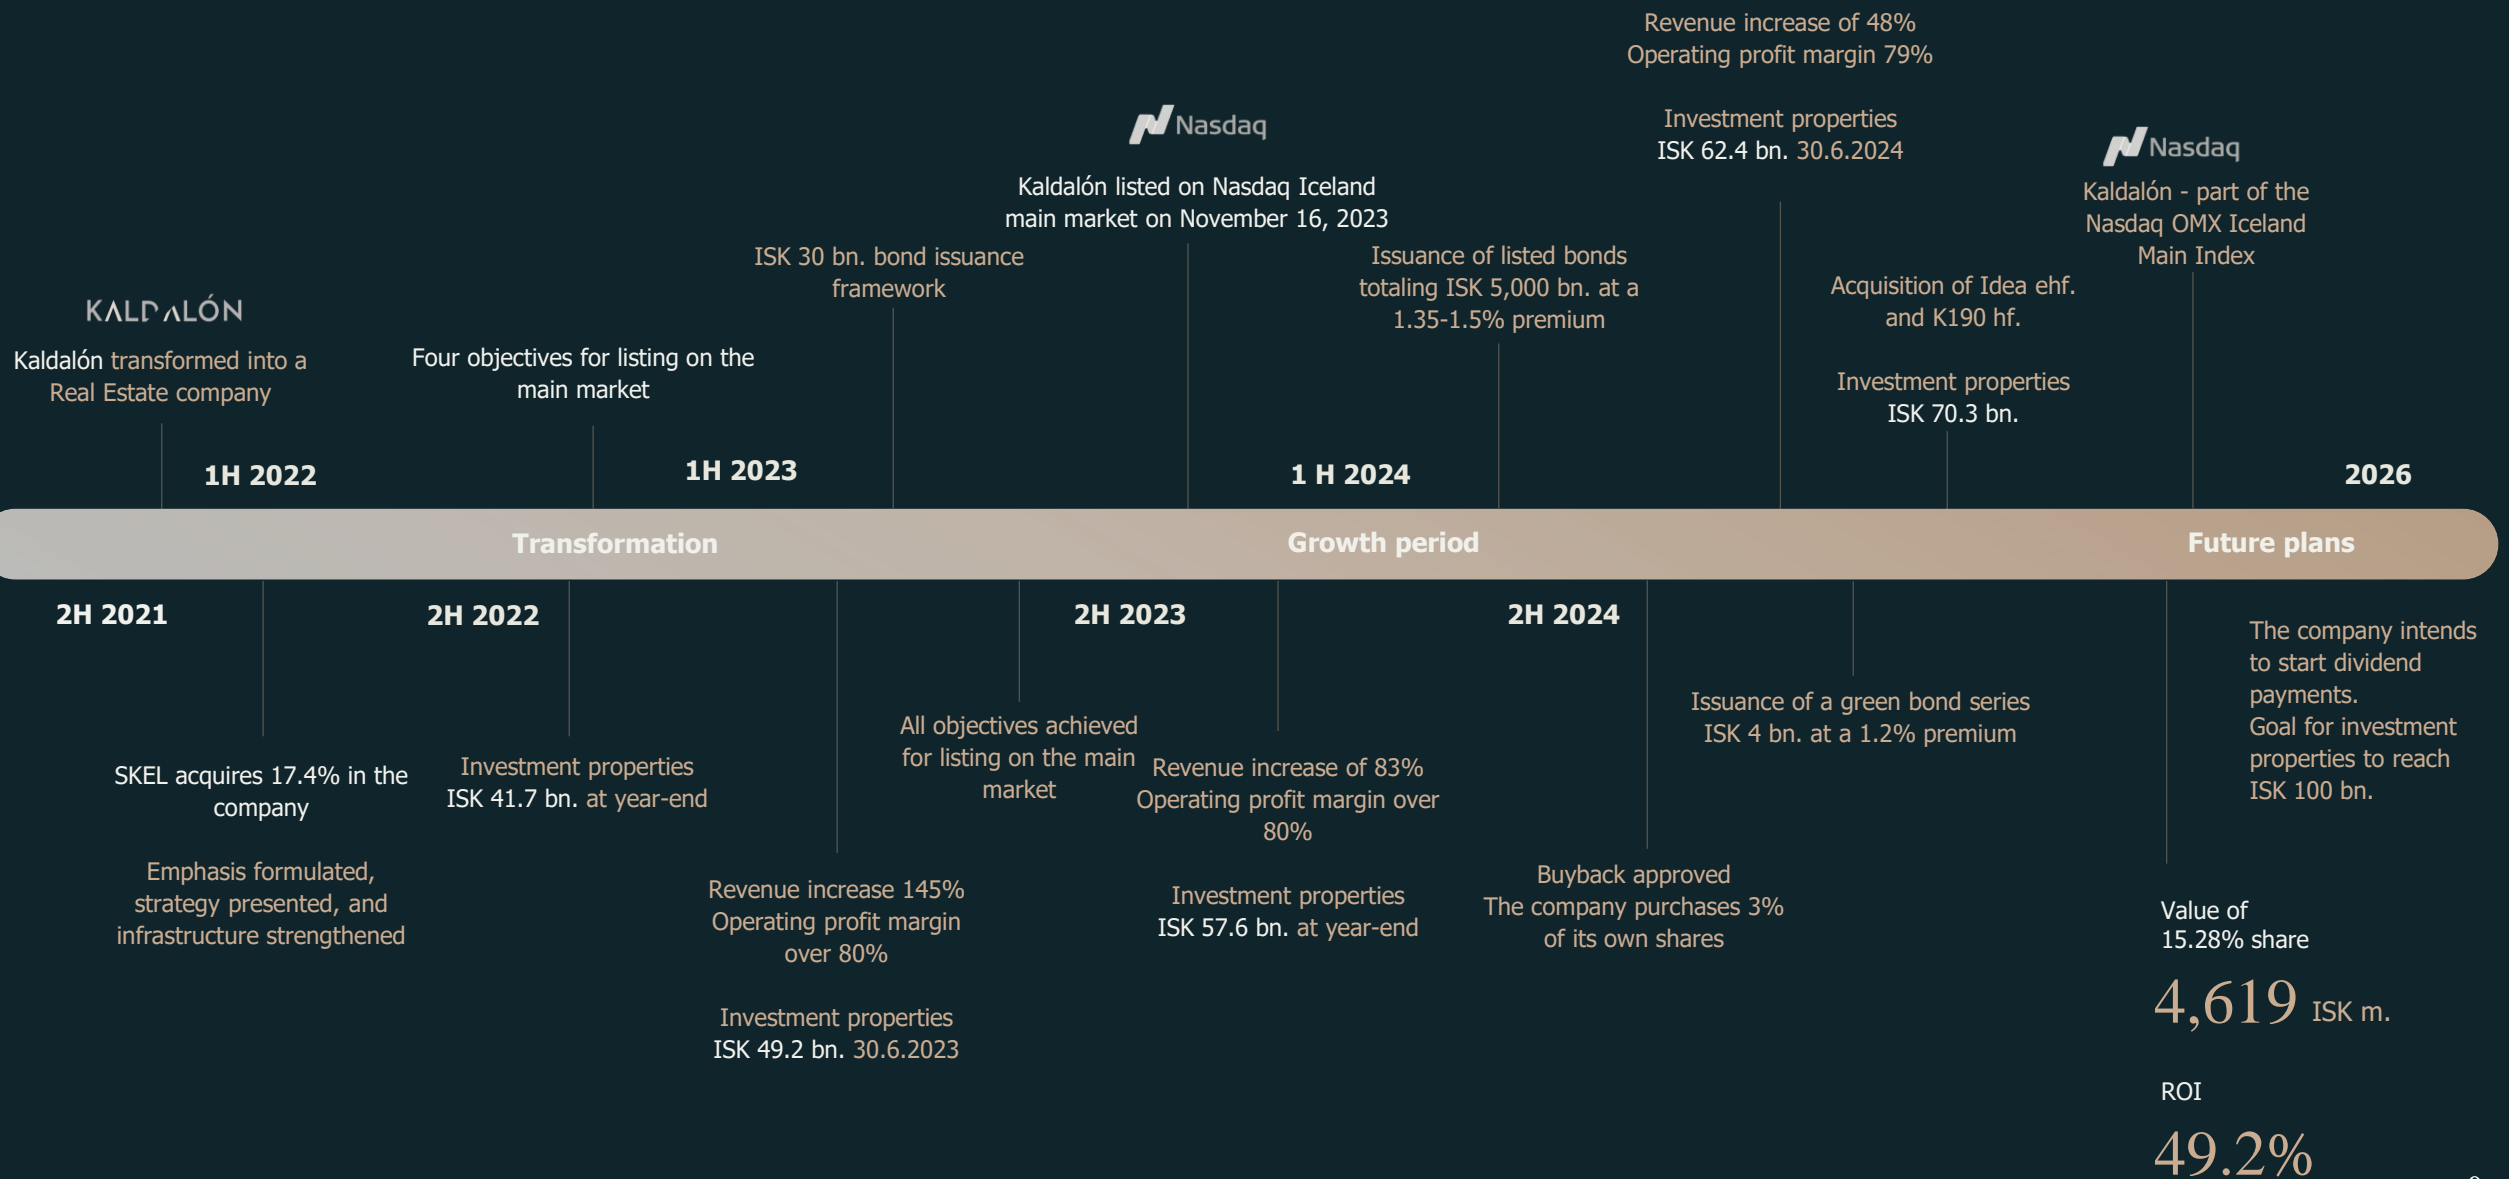 Revenue increase of 48%
Operating profit margin 79%
Investment properties
ISK 62.4 bn. 30.6.2024
Nasdaq
Kaldalón listed on Nasdaq Iceland
main market on November 16, 2023
Nasdaq
Kaldalón - part of the
Nasdaq OMX Iceland
Main Index
ISK 30 bn. bond issuance
framework
Issuance of listed bonds
totaling ISK 5,000 bn. at a
1.35-1.5% premium
Acquisition of Idea ehf.
and K190 hf.
Investment properties
ISK 70.3 bn.
KALDALÓN
Kaldalón transformed into a
Real Estate company
Four objectives for listing on the
main market
1H 2022
1H 2023
1 H 2024
2026
Transformation
Growth period
Future plans
2H 2021
2H 2022
2H 2023
2H 2024
SKEL acquires 17.4% in the
company
Emphasis formulated,
strategy presented, and
infrastructure strengthened
Investment properties
ISK 41.7 bn. at year-end
Revenue increase 145%
Operating profit margin
over 80%
Investment properties
ISK 49.2 bn. 30.6.2023
All objectives achieved
for listing on the main
market
Revenue increase of 83%
Operating profit margin over
80%
Investment properties
ISK 57.6 bn. at year-end
Buyback approved
The company purchases 3%
of its own shares
Issuance of a green bond series
ISK 4 bn. at a 1.2% premium
The company intends
to start dividend
payments.
Goal for investment
properties to reach
ISK 100 bn.
Value of
15.28% share
4,619 ISK m.
ROI
49.2%